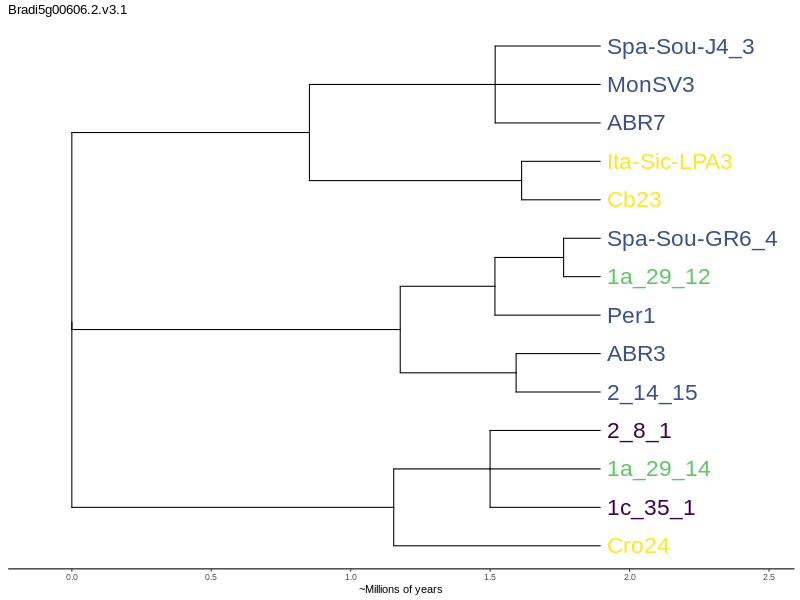 Bradi5g00606.2.v3.1
Spa-Sou-J4_3
MonSV3
ABR7
Ita-Sic-LPA3
Cb23
Spa-Sou-GR6_4
1a_29_12
Per1
ABR3
2_14_15
2_8_1
1a_29_14
1c_35_1
Cro24
0.0 0.5 1.0 1.5 2.0 2.5
~Millions of years